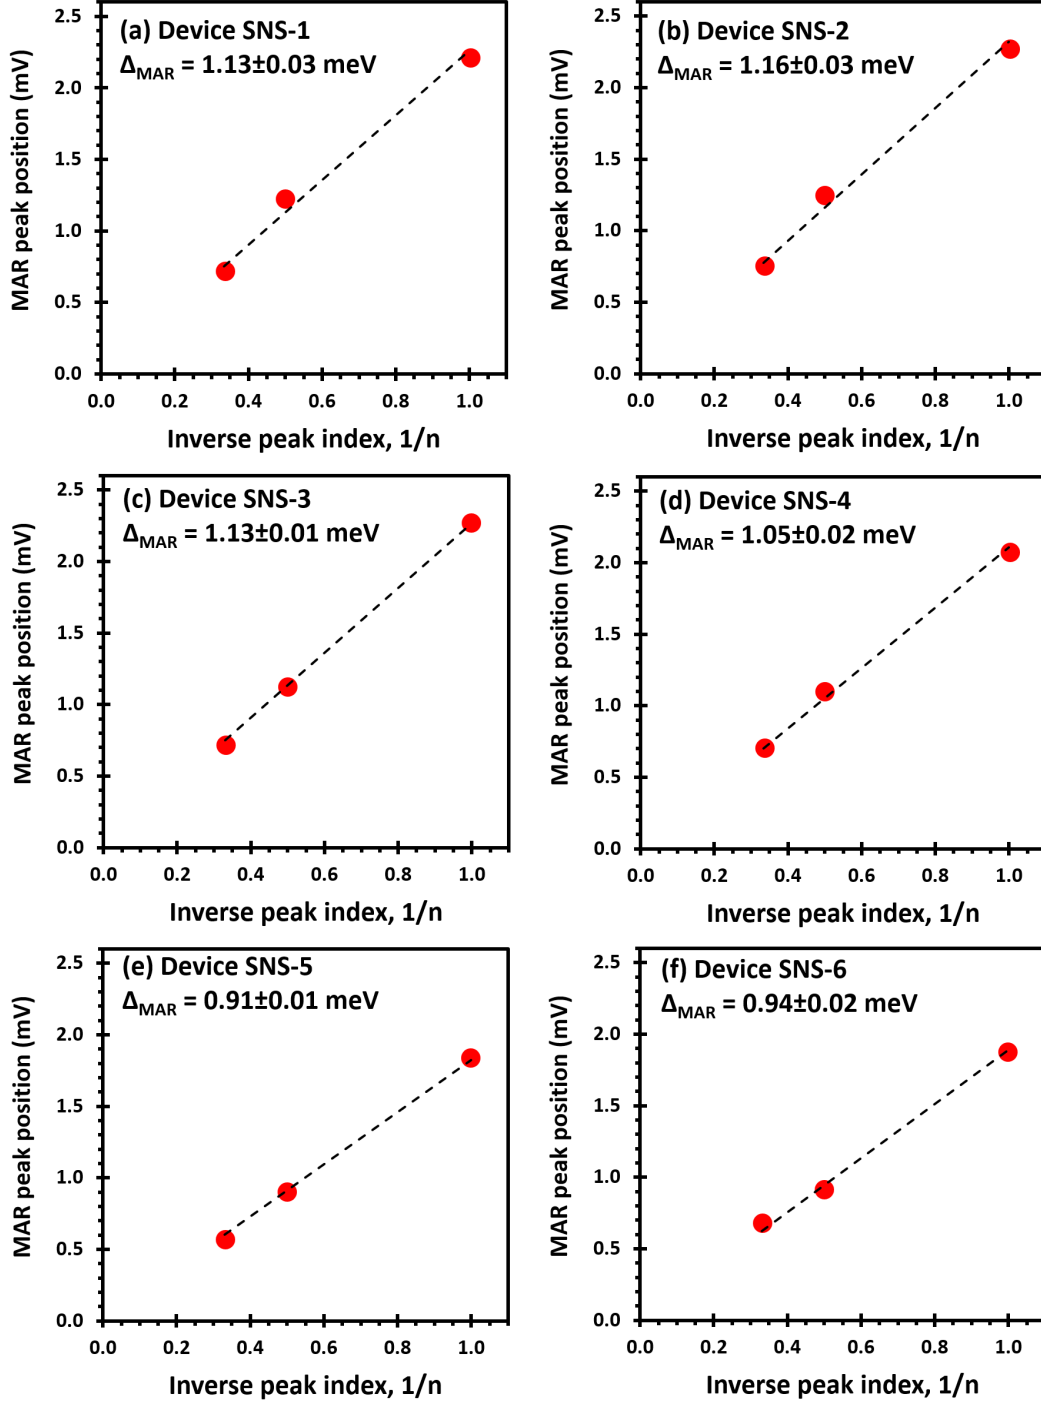 (a) Device SNS-1
ΔMAR = 1.13±0.03 meV
MAR peak position (mV)
2.5
2.0
1.5
1.0
0.5
0.0
0.0 0.2 0.4 0.6 0.8 1.0
Inverse peak index, 1/n
(b) Device SNS-2
ΔMAR = 1.16±0.03 meV
MAR peak position (mV)
2.5
2.0
1.5
1.0
0.5
0.0
0.0 0.2 0.4 0.6 0.8 1.0
Inverse peak index, 1/n
(c) Device SNS-3
ΔMAR = 1.13±0.01 meV
MAR peak position (mV)
2.5
2.0
1.5
1.0
0.5
0.0
0.0 0.2 0.4 0.6 0.8 1.0
Inverse peak index, 1/n
(d) Device SNS-4
ΔMAR = 1.05±0.02 meV
MAR peak position (mV)
2.5
2.0
1.5
1.0
0.5
0.0
0.0 0.2 0.4 0.6 0.8 1.0
Inverse peak index, 1/n
(e) Device SNS-5
ΔMAR = 0.91±0.01 meV
MAR peak position (mV)
2.5
2.0
1.5
1.0
0.5
0.0
0.0 0.2 0.4 0.6 0.8 1.0
Inverse peak index, 1/n
(f) Device SNS-6
ΔMAR = 0.94±0.02 meV
MAR peak position (mV)
2.5
2.0
1.5
1.0
0.5
0.0
0.0 0.2 0.4 0.6 0.8 1.0
Inverse peak index, 1/n